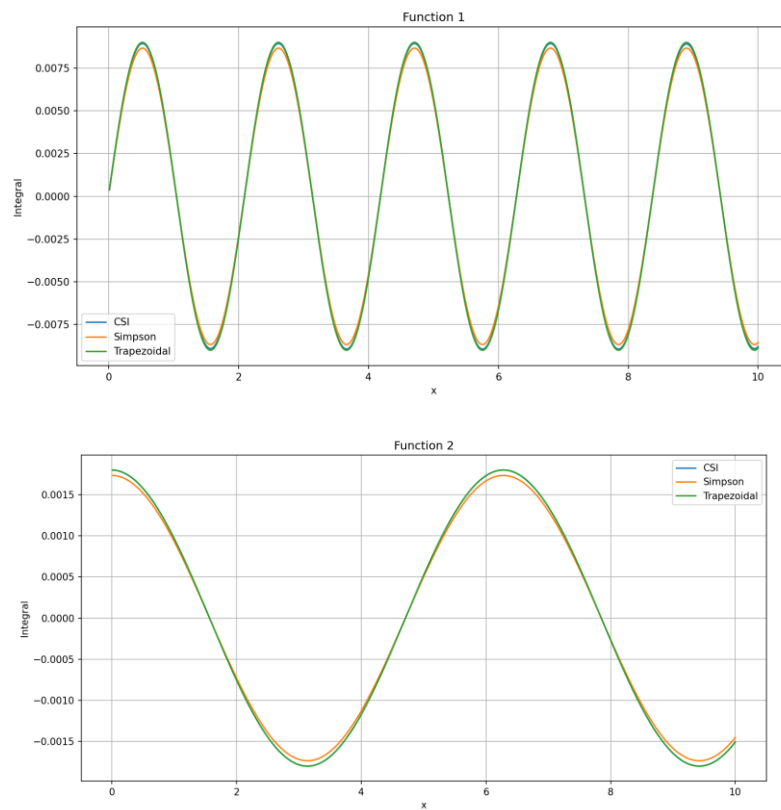 Function 1
Integral
0.0075
0.0050
0.0025
0.0000
−0.0025
−0.0050
−0.0075
CSI
Simpson
Trapezoidal
0 2 4 6 8 10
x
Function 2
Integral
0.0015
0.0010
0.0005
0.0000
−0.0005
−0.0010
−0.0015
CSI
Simpson
Trapezoidal
0 2 4 6 8 10
x